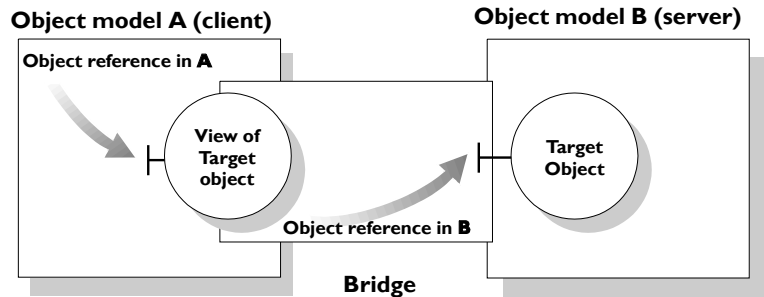 Object model A (client)
Object model B (server)
Object reference in A
View of
Target
object
Target
Object
Object reference in B
Bridge